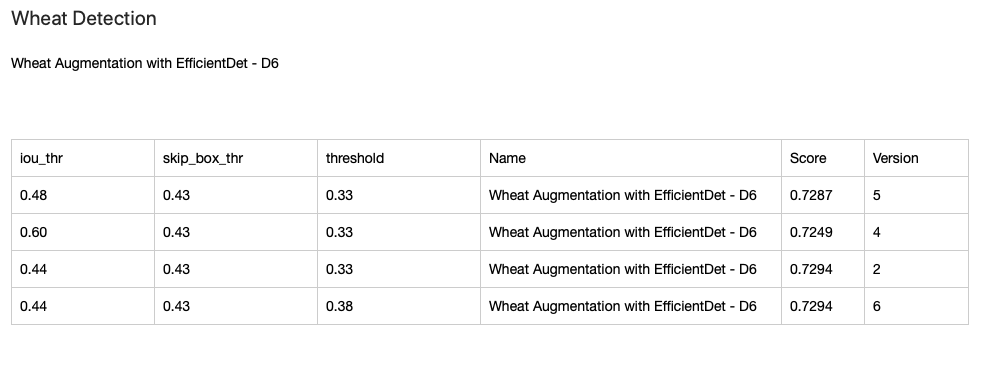 Wheat Detection
Wheat Augmentation with EfficientDet - D6
iou_thr skip_box_thr threshold Name Score Version
0.48 0.43 0.33 Wheat Augmentation with EfficientDet - D6 0.7287 5
0.60 0.43 0.33 Wheat Augmentation with EfficientDet - D6 0.7249 4
0.44 0.43 0.33 Wheat Augmentation with EfficientDet - D6 0.7294 2
0.44 0.43 0.38 Wheat Augmentation with EfficientDet - D6 0.7294 6